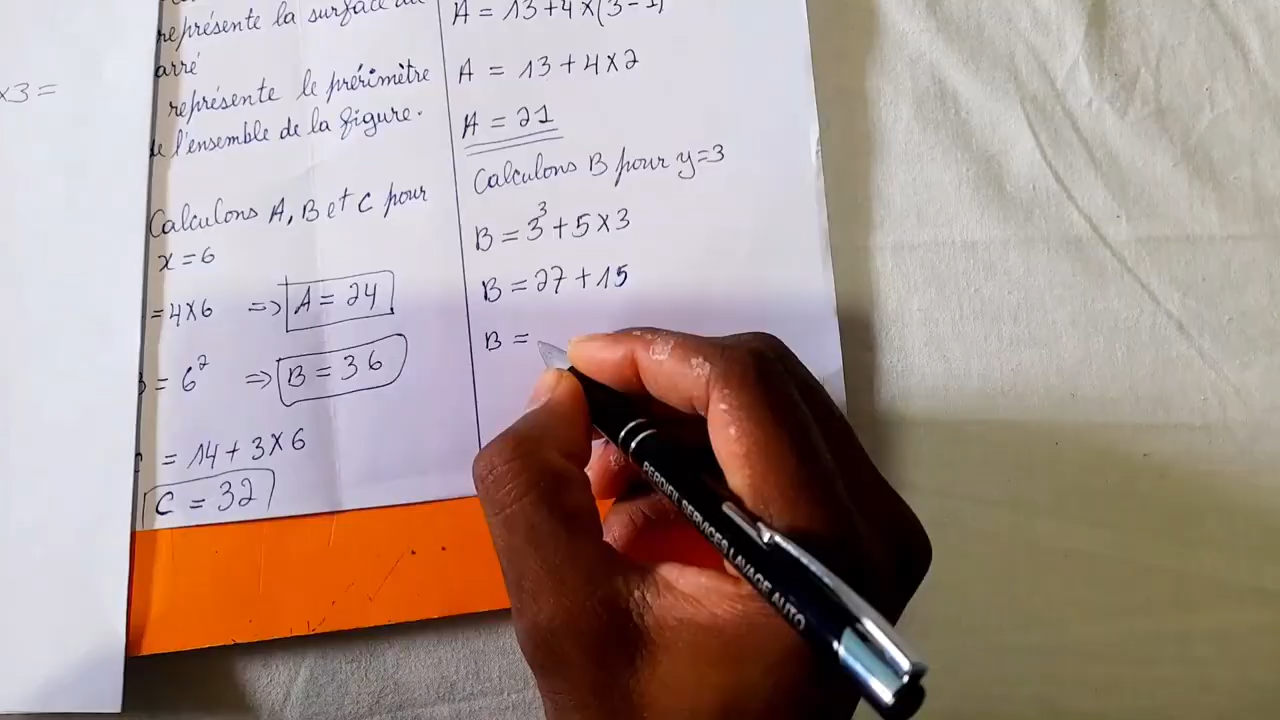 ×3 =
représente la surface du
arré
représente le prérimètre
de l'ensemble de la figure.
Calculons A, B et C pour
x = 6
= 4×6 => A = 24
B = 6² => B = 36
C = 14 + 3×6
C = 32
A = 13+4×(3-1)
A = 13+4×2
A = 21
Calculons B pour y=3
B = 3³+5×3
B = 27+15
B =
PERDIFIL SERVICES LAVAGE AUTO